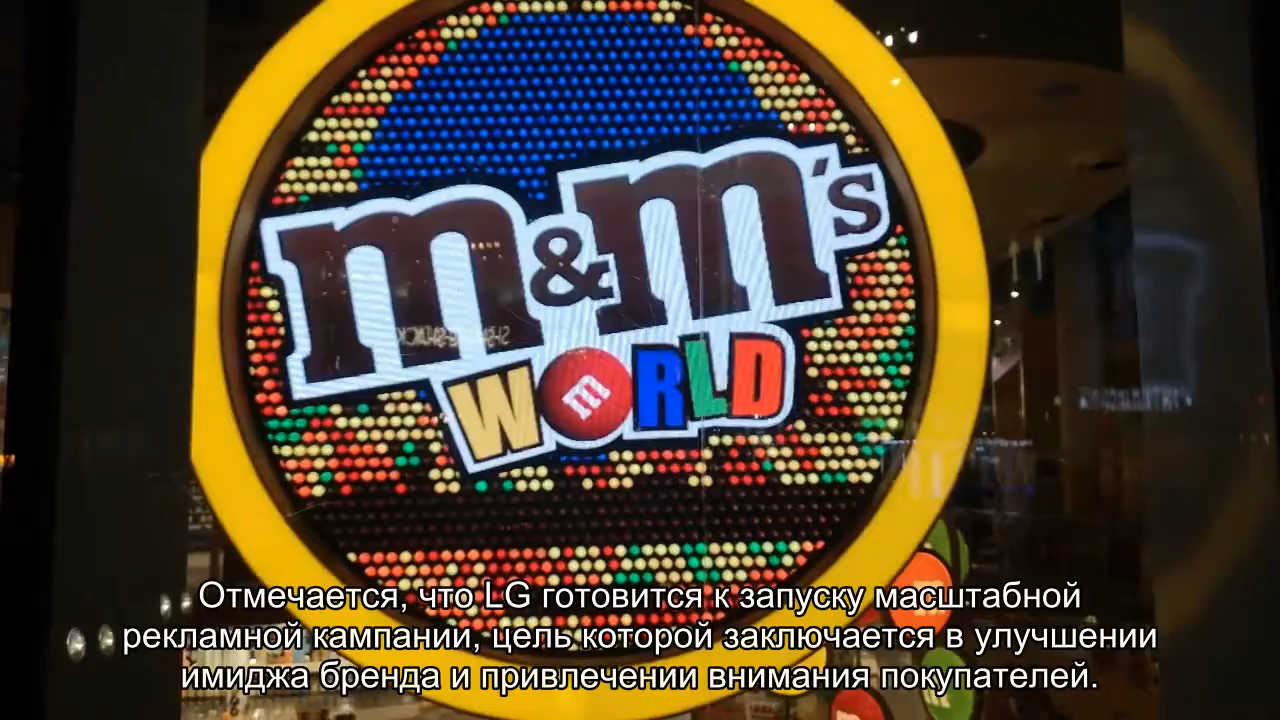 m&m's
WORLD
Отмечается, что LG готовится к запуску масштабной
рекламной кампании, цель которой заключается в улучшении
имиджа бренда и привлечении внимания покупателей.